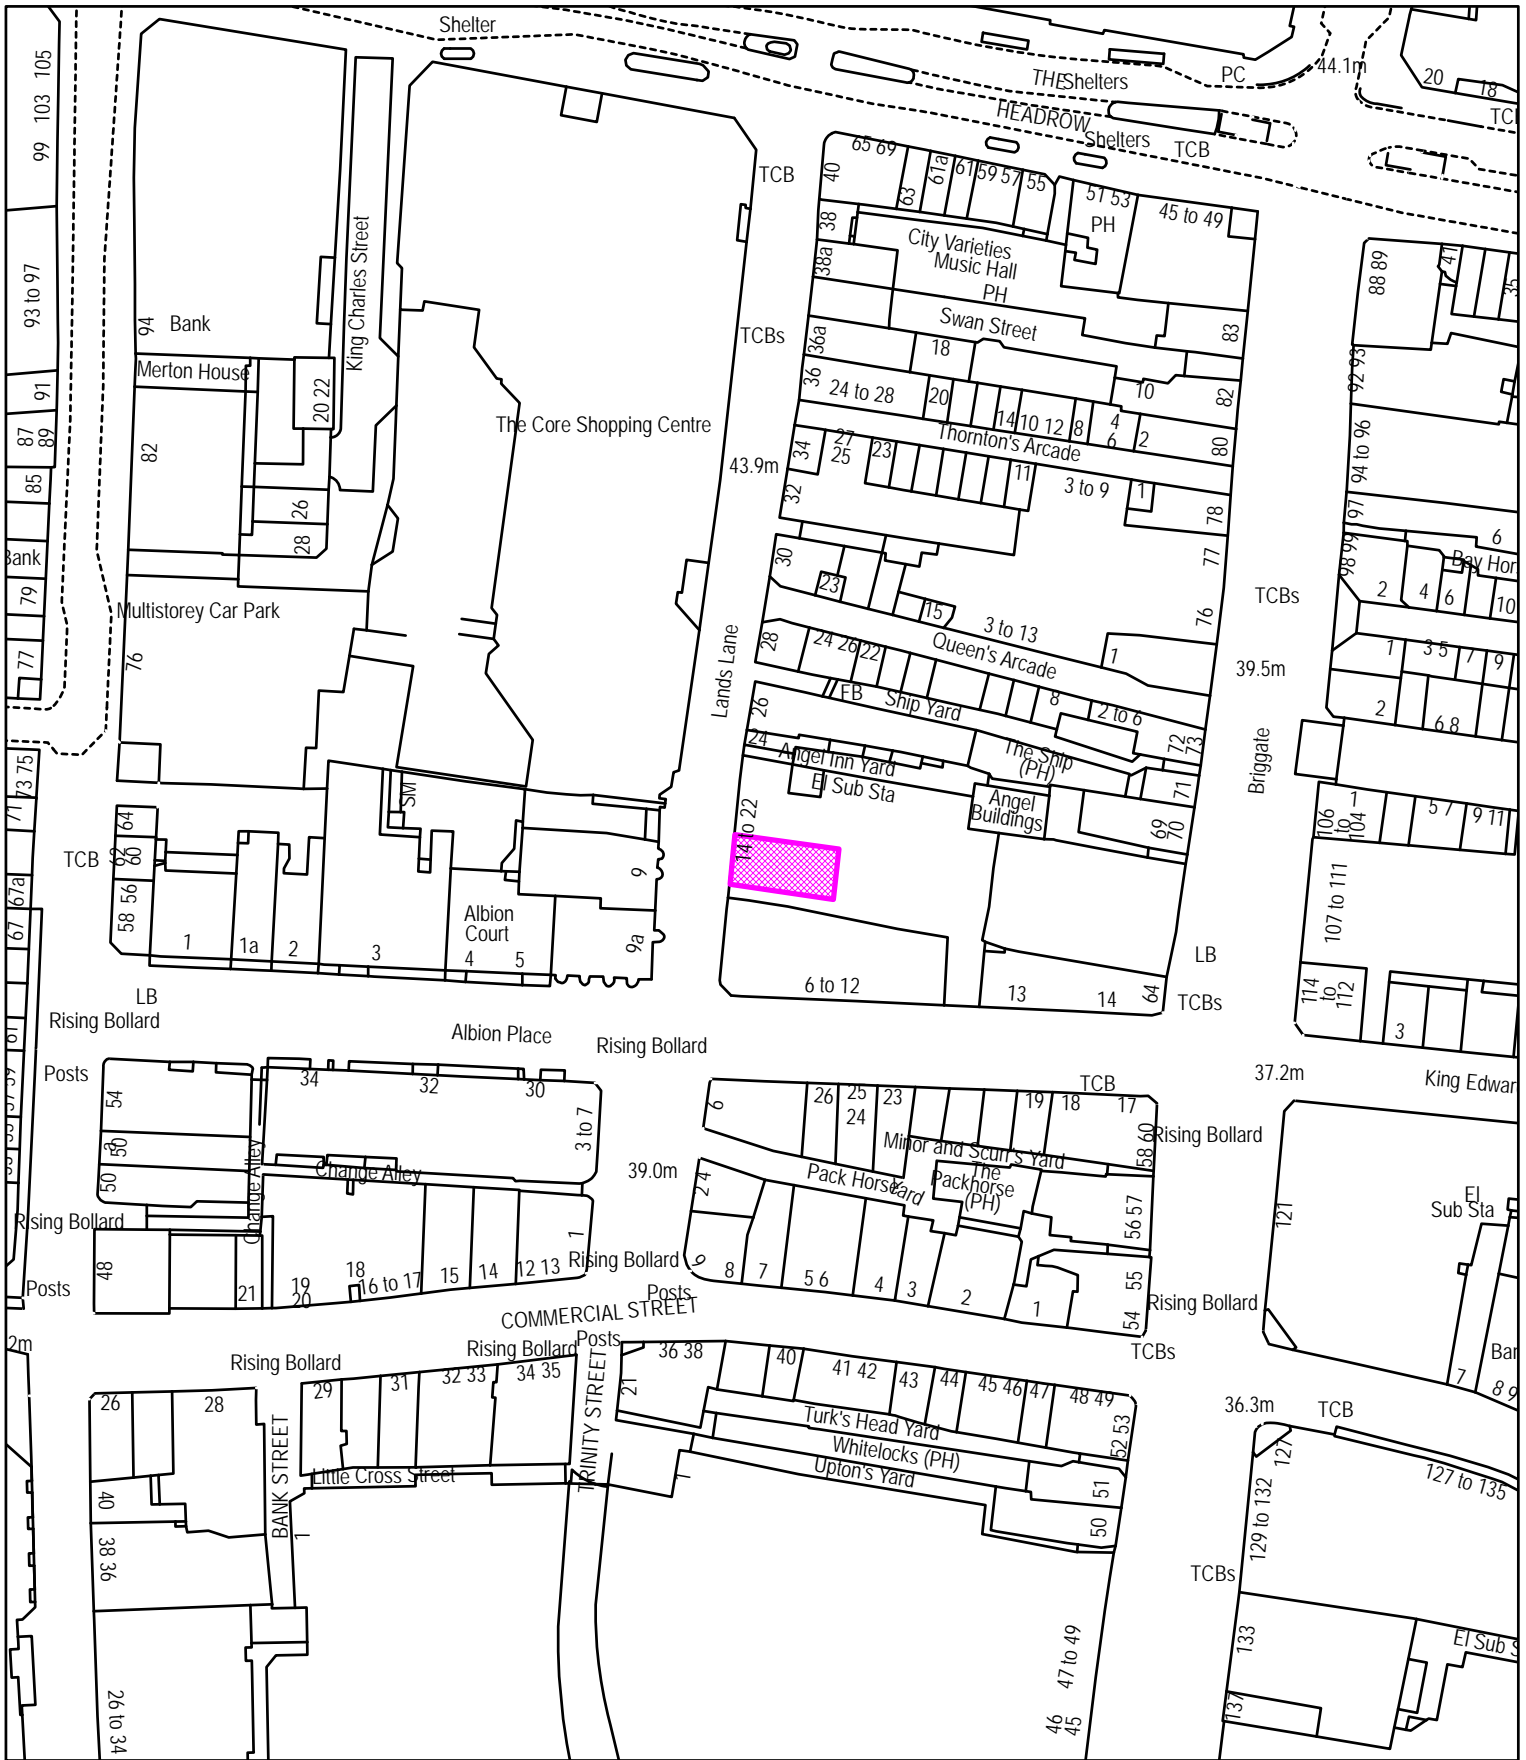 Shelter
THE
Shelters
PC
44.1m
20
18
HEADROW
Shelters
TCB
105
103
99
65 69
61a
61
59
57
55
63
40
TCB
51 53
PH
45 to 49
38
38a
City Varieties
Music Hall
PH
King Charles Street
88 89
41
35
93 to 97
94
Bank
TCBs
36a
Swan Street
83
18
Merton House
20 22
36
24 to 28
20
14
10 12
8
4
6
2
10
82
92 93
91
87
89
82
The Core Shopping Centre
Thornton's Arcade
80
34
27
25
23
11
3 to 9
1
94 to 96
85
43.9m
32
78
97
26
28
30
77
98 99
6
Bank
79
Multistorey Car Park
23
15
3 to 13
76
TCBs
2
4
6
10
Queen's Arcade
77
76
28
24 26
22
1
39.5m
1
3 5
7
9
Lands Lane
26
FB
Ship Yard
8
2 to 6
72
73
2
6 8
24
Angel Inn Yard
El Sub Sta
The Ship
(PH)
71
Briggate
73 75
71
SM
14 to 22
Angel
Buildings
69
70
106
to
104
1
5 7
9 11
64
62
60
TCB
56
58
67a
67
1
1a
2
3
Albion
Court
4
5
9
9a
107 to 111
LB
6 to 12
13
14
64
TCBs
114
to
112
3
LB
Rising Bollard
61
Albion Place
Rising Bollard
Posts
54
34
32
30
3 to 7
6
26
25
24
23
19
18
17
TCB
37.2m
57 59
50
a
50
Change Alley
Change Alley
39.0m
2 4
Minor and Scurr's Yard
Pack Horse
Yard
The
Packhorse
(PH)
58 60
Rising Bollard
56 57
121
El
Sub Sta
Rising Bollard
48
21
19
20
18
16 to 17
15
14
12 13
1
Rising Bollard
9
8
7
5 6
4
3
2
1
55
54
Rising Bollard
Posts
Posts
COMMERCIAL STREET
Posts
Rising Bollard
Rising Bollard
2m
TCBs
36 38
40
41 42
43
44
45 46
47
48 49
7
8 9
26
28
29
31
32 33
34 35
21
TRINITY STREET
BANK STREET
Turk's Head Yard
Whitelocks (PH)
Upton's Yard
52 53
36.3m
TCB
127
127 to 135
Little Cross Street
1
51
50
40
38 36
1
129 to 132
TCBs
26 to 34
47 to 49
46
45
133
137